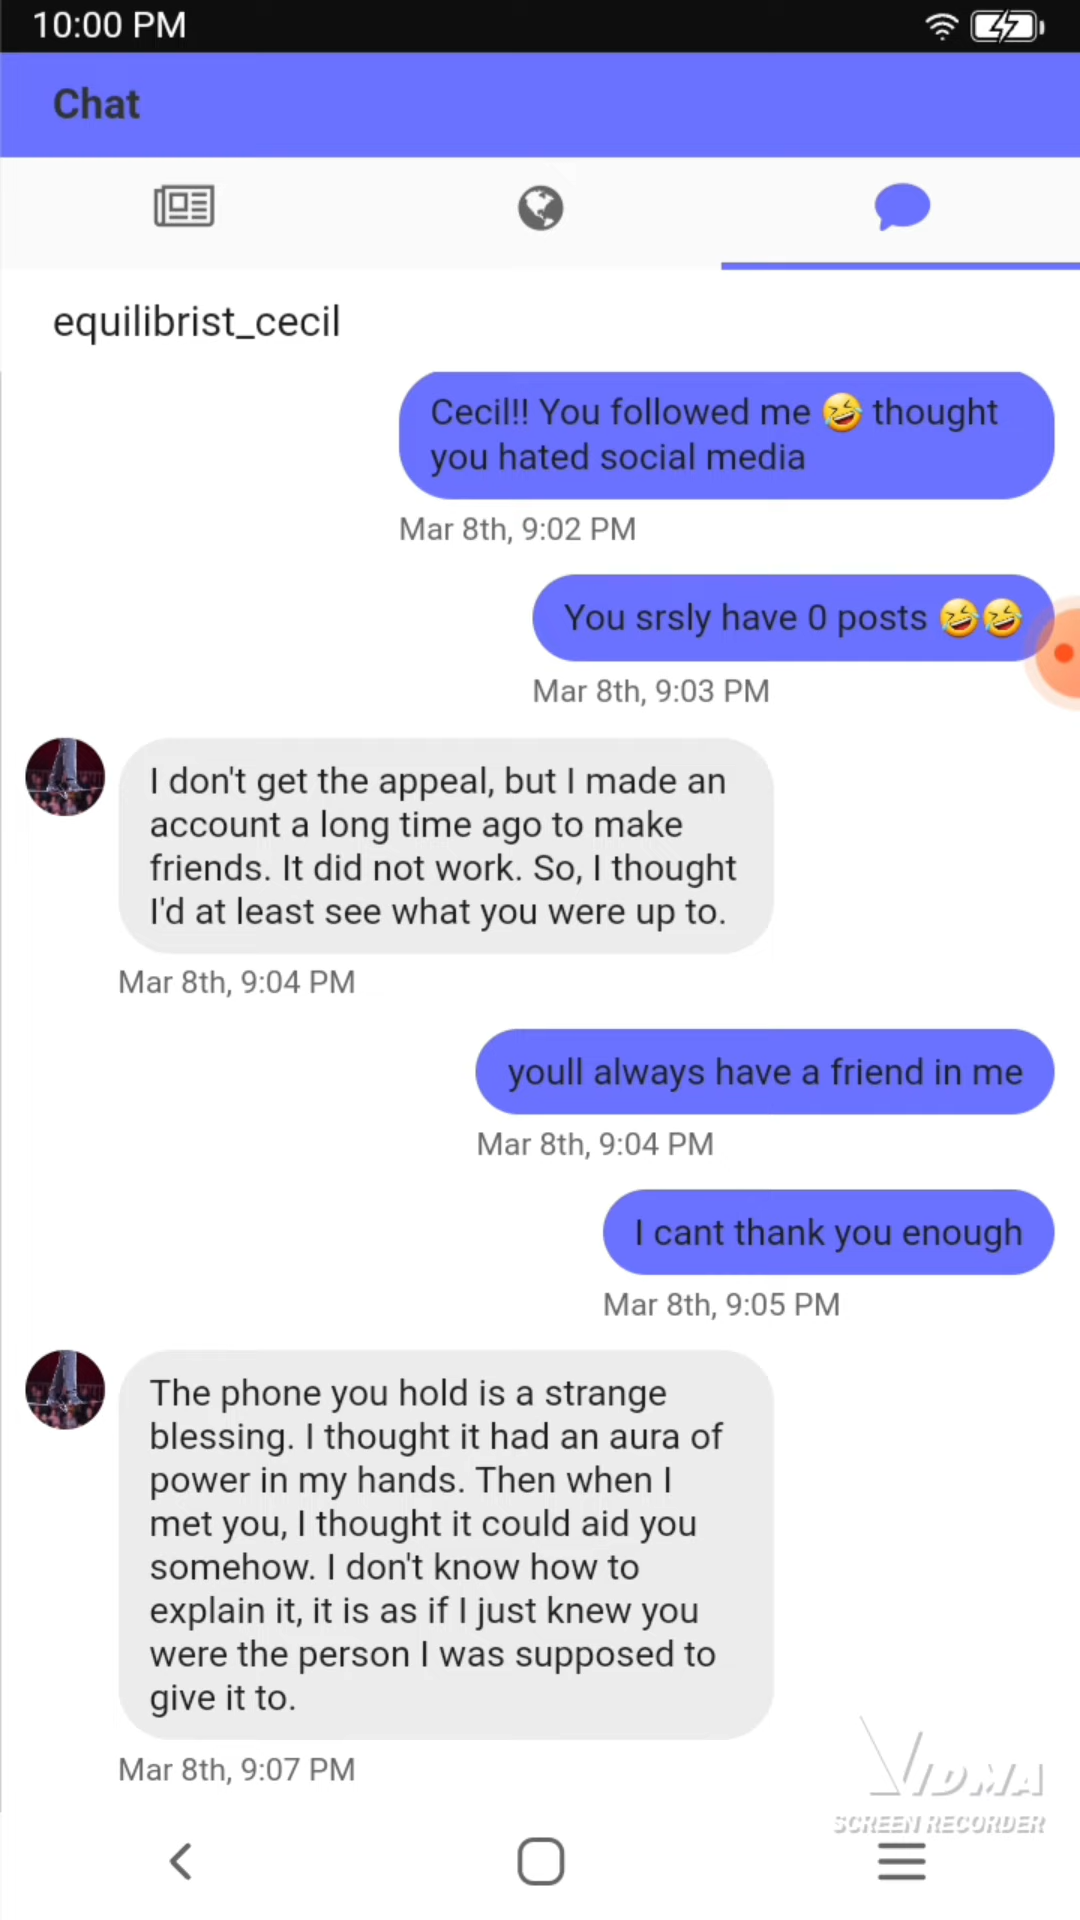 10:00 PM
Chat
equilibrist_cecil
Cecil!! You followed me 🤣 thought
you hated social media
Mar 8th, 9:02 PM
You srsly have 0 posts 🤣🤣
Mar 8th, 9:03 PM
I don't get the appeal, but I made an
account a long time ago to make
friends. It did not work. So, I thought
I'd at least see what you were up to.
Mar 8th, 9:04 PM
youll always have a friend in me
Mar 8th, 9:04 PM
I cant thank you enough
Mar 8th, 9:05 PM
The phone you hold is a strange
blessing. I thought it had an aura of
power in my hands. Then when I
met you, I thought it could aid you
somehow. I don't know how to
explain it, it is as if I just knew you
were the person I was supposed to
give it to.
Mar 8th, 9:07 PM
VIDMA
SCREEN RECORDER